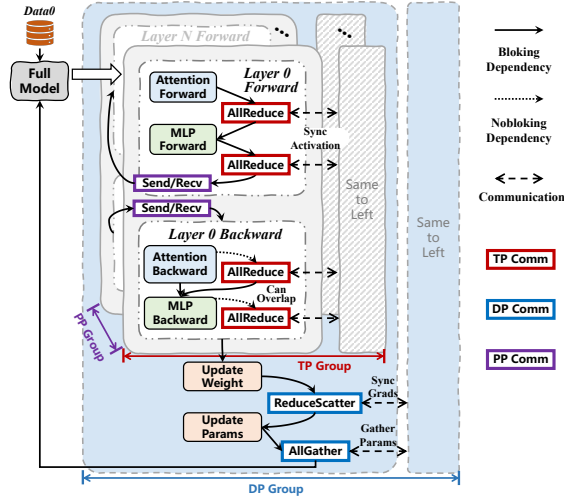 Data0
Full
Model
Layer N Forward
Layer 0
Forward
Attention
Forward
AllReduce
MLP
Forward
Sync
Activation
AllReduce
Send/Recv
Send/Recv
Layer 0 Backward
Attention
Backward
AllReduce
Can
Overlap
MLP
Backward
AllReduce
Same
to
Left
Same
to
Left
PP Group
TP Group
Update
Weight
ReduceScatter
Sync
Grads
Update
Params
AllGather
Gather
Params
DP Group
Bloking
Dependency
Nobloking
Dependency
Communication
TP Comm
DP Comm
PP Comm